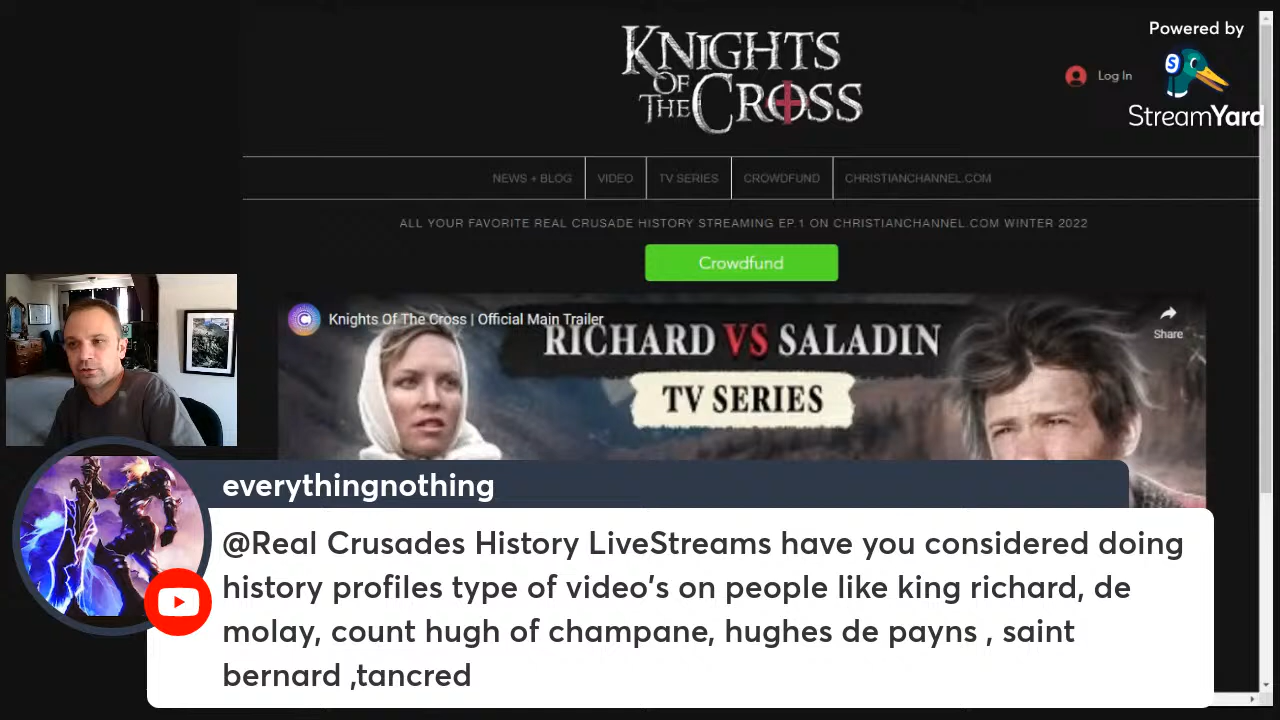 Powered by
StreamYard
KNIGHTS
OF
THE CROSS
Log In
NEWS + BLOG
VIDEO
TV SERIES
CROWDFUND
CHRISTIANCHANNEL.COM
ALL YOUR FAVORITE REAL CRUSADE HISTORY STREAMING EP.1 ON CHRISTIANCHANNEL.COM WINTER 2022
Crowdfund
Knights Of The Cross | Official Main Trailer
Share
RICHARD VS SALADIN
TV SERIES
everythingnothing
@Real Crusades History LiveStreams have you considered doing
history profiles type of video's on people like king richard, de
molay, count hugh of champane, hughes de payns , saint
bernard ,tancred